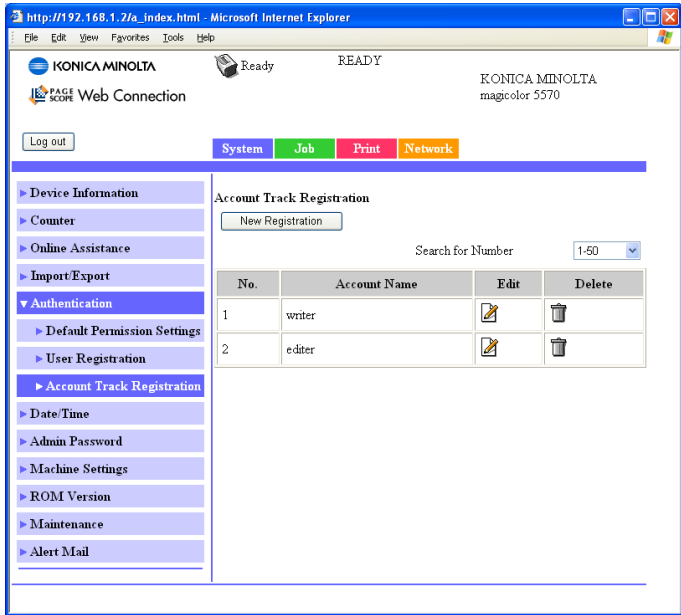 http://192.168.1.2/a_index.html - Microsoft Internet Explorer
File Edit View Favorites Tools Help
KONICA MINOLTA
Ready
READY
KONICA MINOLTA
magicolor 5570
PAGE SCOPE Web Connection
Log out
System Job Print Network
Device Information
Counter
Online Assistance
Import/Export
Authentication
Default Permission Settings
User Registration
Account Track Registration
Date/Time
Admin Password
Machine Settings
ROM Version
Maintenance
Alert Mail
Account Track Registration
New Registration
Search for Number 1-50
No. Account Name Edit Delete
1 writer
2 editer